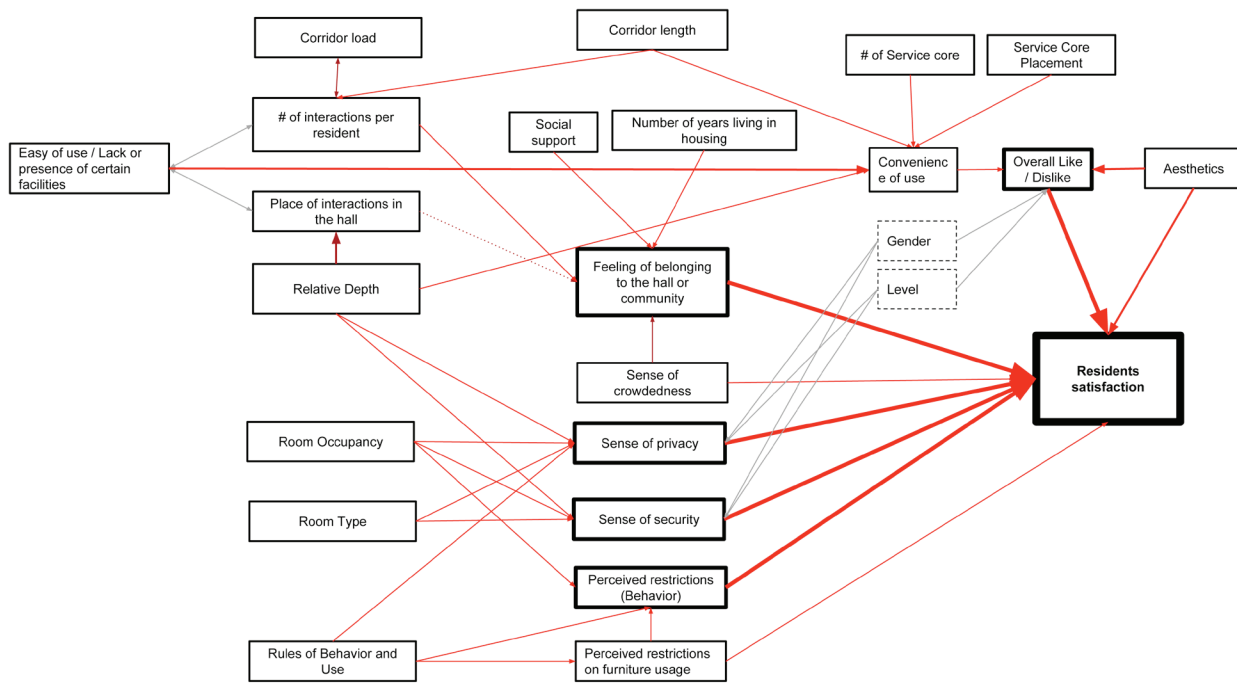 Corridor load
Corridor length
# of Service core
Service Core
Placement
# of interactions per
resident
Social
support
Number of years living in
housing
Easy of use / Lack or
presence of certain
facilities
Convenienc
e of use
Overall Like
/ Dislike
Aesthetics
Place of interactions in
the hall
Gender
Feeling of belonging
to the hall or
community
Relative Depth
Level
Sense of
crowdedness
Residents
satisfaction
Room Occupancy
Sense of privacy
Room Type
Sense of security
Perceived restrictions
(Behavior)
Rules of Behavior and
Use
Perceived restrictions
on furniture usage